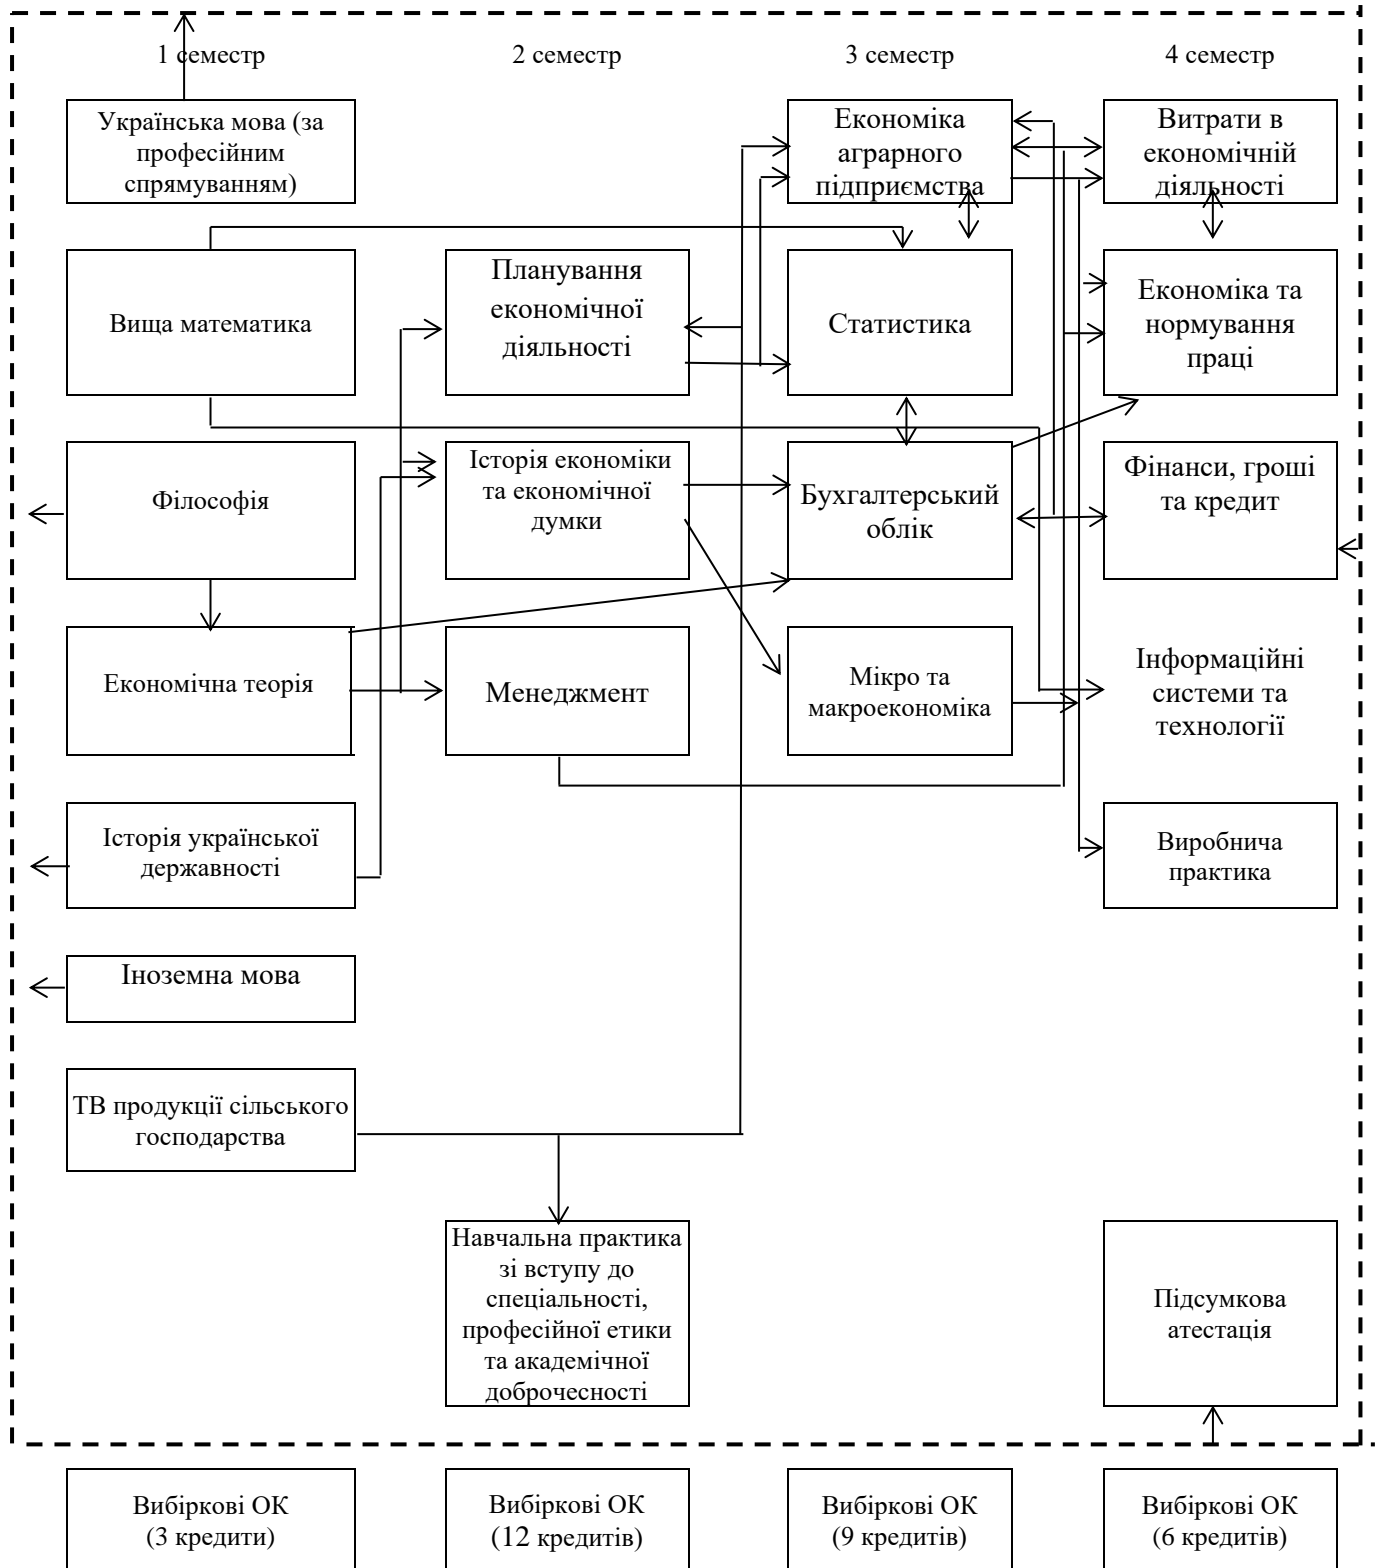 1 семестр
2 семестр
3 семестр
4 семестр
Українська мова (за
професійним
спрямуванням)
Економіка
аграрного
підприємства
Витрати в
економічній
діяльності
Вища математика
Планування
економічної
діяльності
Статистика
Економіка та
нормування
праці
Філософія
Історія економіки
та економічної
думки
Бухгалтерський
облік
Фінанси, гроші
та кредит
Економічна теорія
Менеджмент
Мікро та
макроекономіка
Інформаційні
системи та
технології
Історія української
державності
Виробнича
практика
Іноземна мова
ТВ продукції сільського
господарства
Навчальна практика
зі вступу до
спеціальності,
професійної етики
та академічної
доброчесності
Підсумкова
атестація
Вибіркові ОК
(3 кредити)
Вибіркові ОК
(12 кредитів)
Вибіркові ОК
(9 кредитів)
Вибіркові ОК
(6 кредитів)